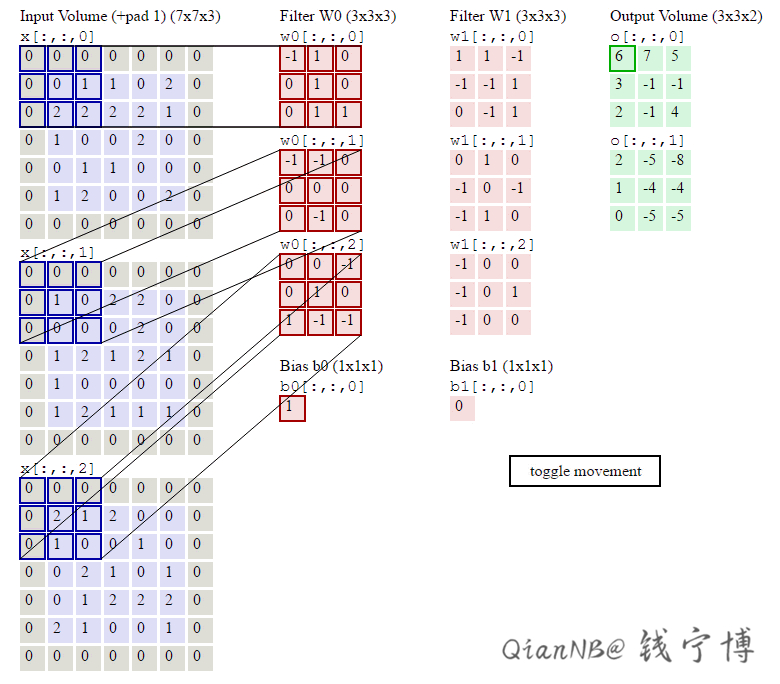 Input Volume (+pad 1) (7x7x3)
x[:,:,0]
0 0 0 0 0 0 0
0 0 1 1 0 2 0
0 2 2 2 2 1 0
0 1 0 0 2 0 0
0 0 1 1 0 0 0
0 1 2 0 0 2 0
0 0 0 0 0 0 0
x[:,:,1]
0 0 0 0 0 0 0
0 1 0 2 2 0 0
0 0 0 0 2 0 0
0 1 2 1 2 1 0
0 1 0 0 0 0 0
0 1 2 1 1 1 0
0 0 0 0 0 0 0
x[:,:,2]
0 0 0 0 0 0 0
0 2 1 2 0 0 0
0 1 0 0 1 0 0
0 0 2 1 0 1 0
0 0 1 2 2 2 0
0 2 1 0 0 1 0
0 0 0 0 0 0 0
Filter W0 (3x3x3)
w0[:,:,0]
-1 1 0
0 1 0
0 1 1
w0[:,:,1]
-1 -1 0
0 0 0
0 -1 0
w0[:,:,2]
0 0 -1
0 1 0
1 -1 -1
Bias b0 (1x1x1)
b0[:,:,0]
1
Filter W1 (3x3x3)
w1[:,:,0]
1 1 -1
-1 -1 1
0 -1 1
w1[:,:,1]
0 1 0
-1 0 -1
-1 1 0
w1[:,:,2]
-1 0 0
-1 0 1
-1 0 0
Bias b1 (1x1x1)
b1[:,:,0]
0
Output Volume (3x3x2)
o[:,:,0]
6 7 5
3 -1 -1
2 -1 4
o[:,:,1]
2 -5 -8
1 -4 -4
0 -5 -5
toggle movement
QianNB@ 钱宁博